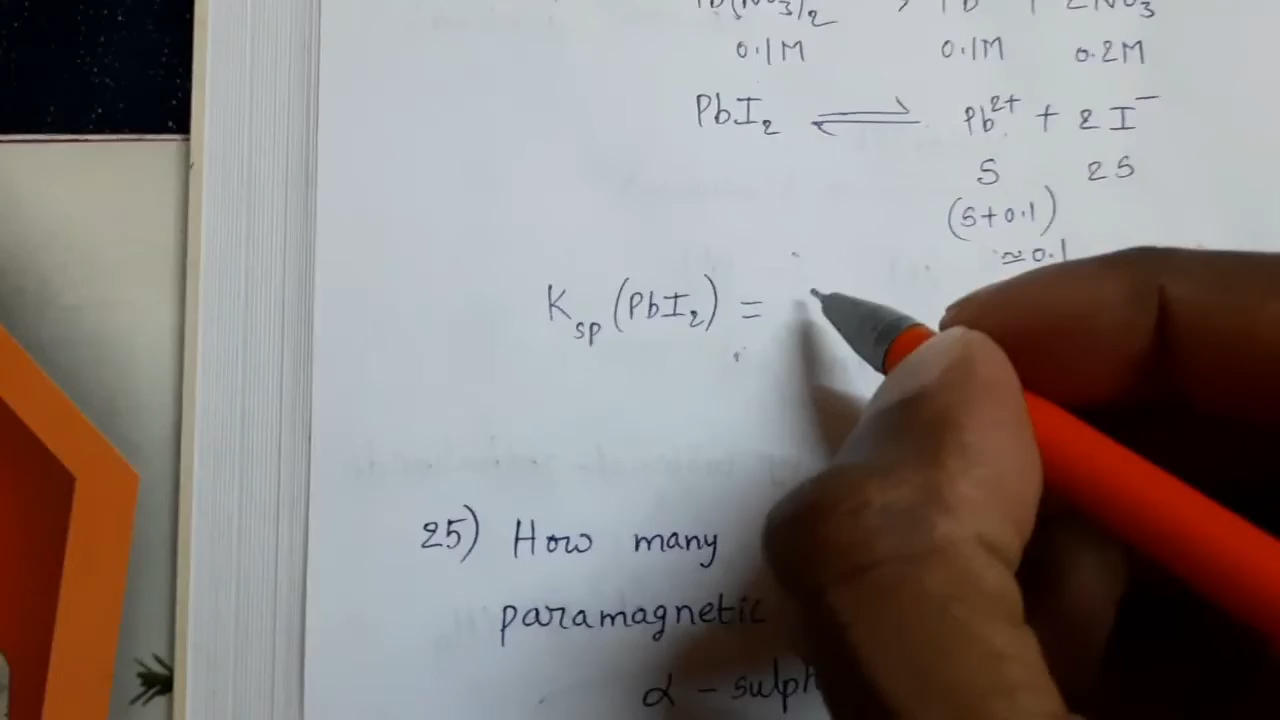 0.1M 0.1M 0.2M
PbI₂ ⇌ Pb²⁺ + 2I⁻
S 2S
(S+0.1)
≃0.1
Ksp (PbI₂) =
25) How many
paramagnetic
α - sulph